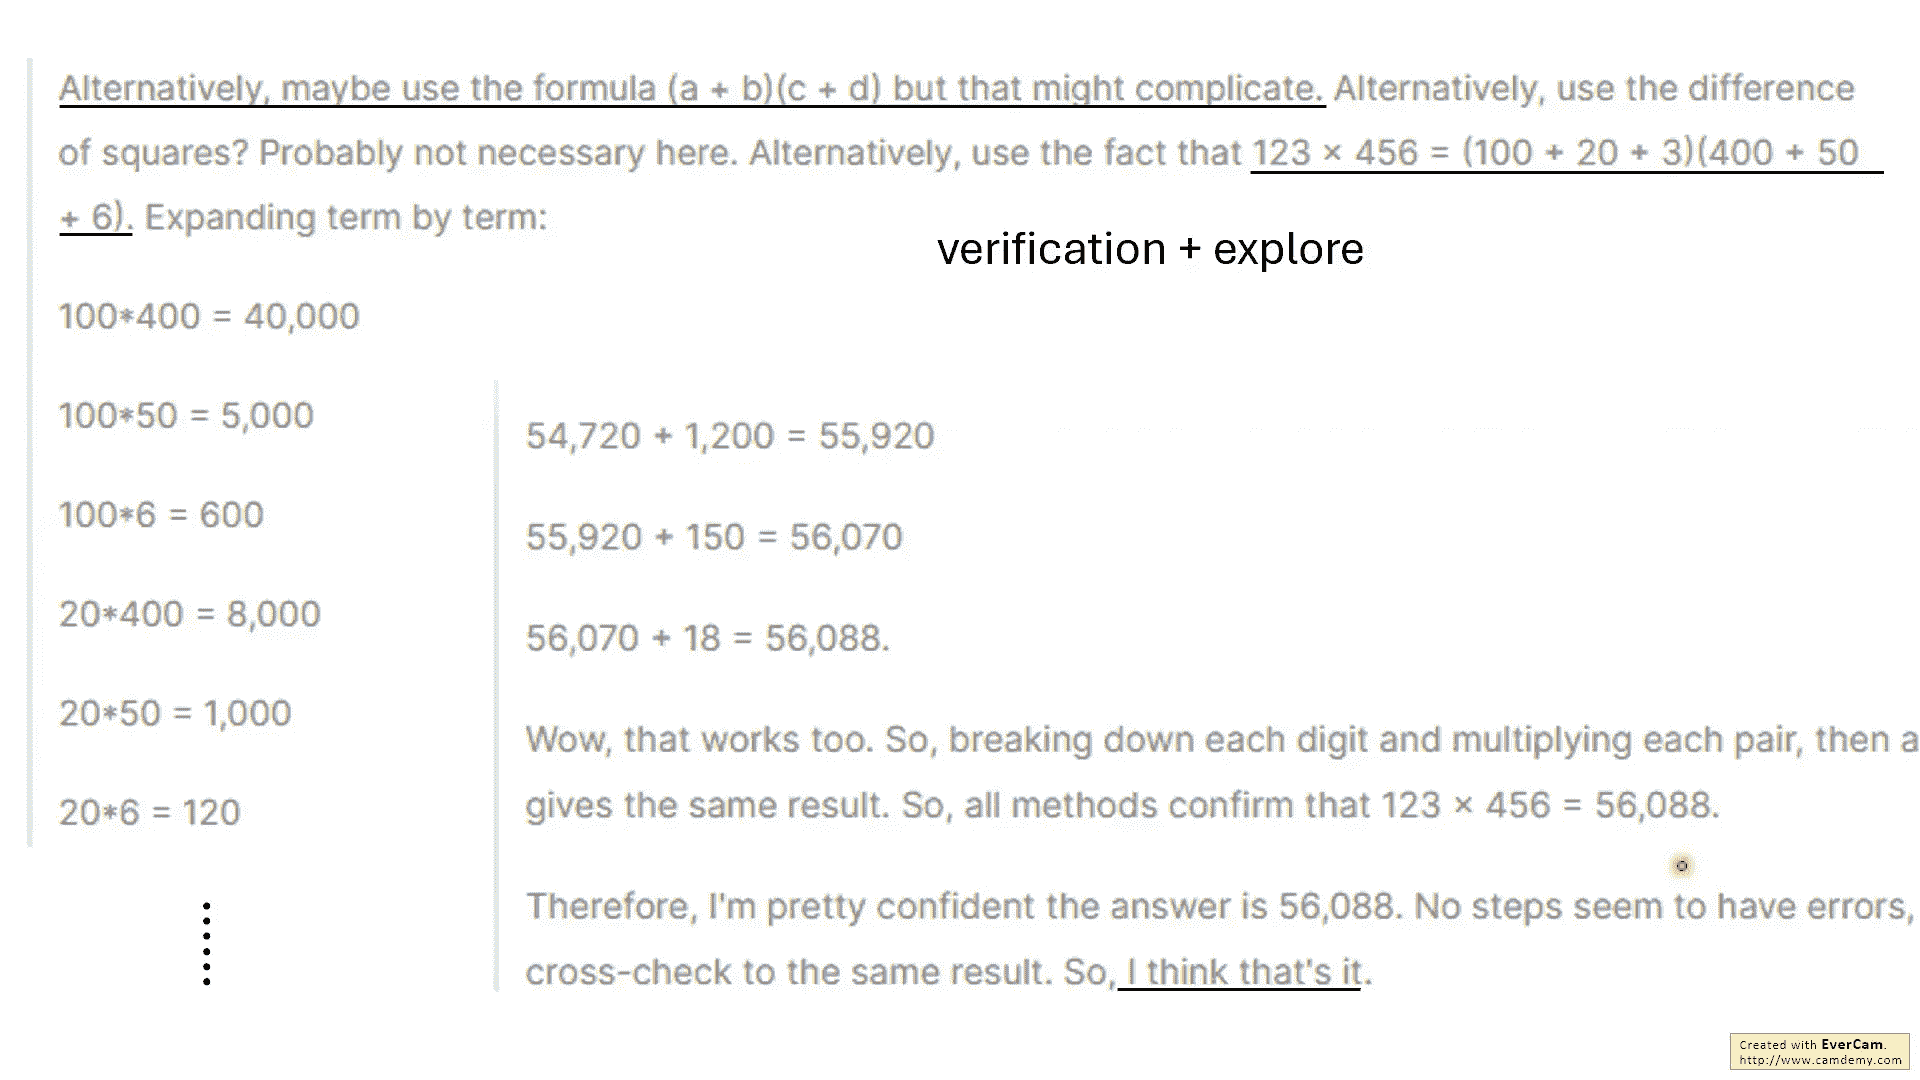 Alternatively, maybe use the formula (a + b)(c + d) but that might complicate. Alternatively, use the difference
of squares? Probably not necessary here. Alternatively, use the fact that 123 × 456 = (100 + 20 + 3)(400 + 50
+ 6). Expanding term by term:
verification + explore
100*400 = 40,000
100*50 = 5,000
100*6 = 600
20*400 = 8,000
20*50 = 1,000
20*6 = 120
54,720 + 1,200 = 55,920
55,920 + 150 = 56,070
56,070 + 18 = 56,088.
Wow, that works too. So, breaking down each digit and multiplying each pair, then a
gives the same result. So, all methods confirm that 123 × 456 = 56,088.
Therefore, I'm pretty confident the answer is 56,088. No steps seem to have errors,
cross-check to the same result. So, I think that's it.
Created with EverCam.
http://www.camdemy.com